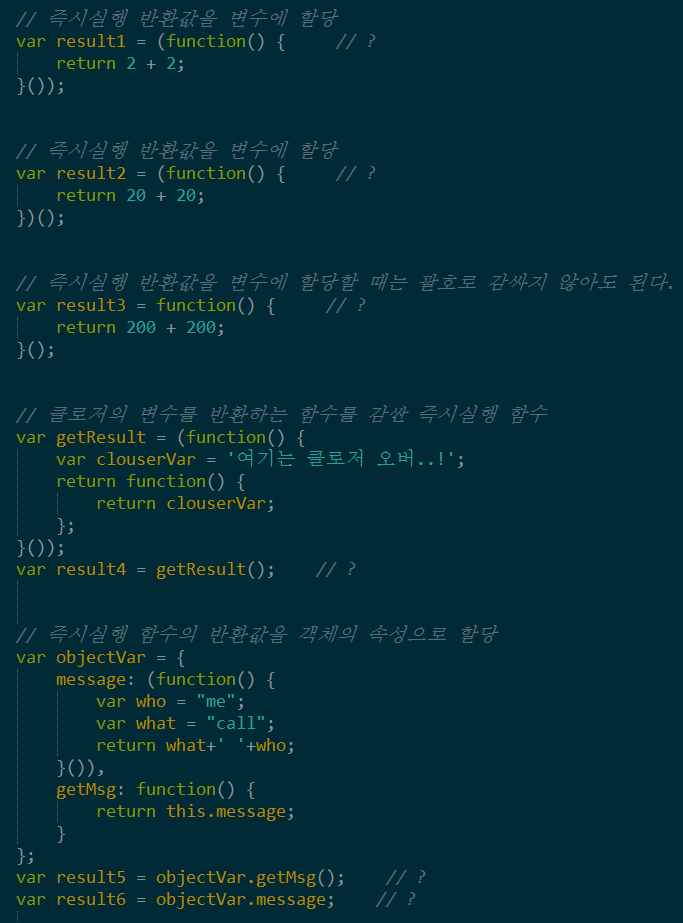 // 즉시실행 반환값을 변수에 할당
var result1 = (function() {     // ?
    return 2 + 2;
}());
// 즉시실행 반환값을 변수에 할당
var result2 = (function() {     // ?
    return 20 + 20;
})();
// 즉시실행 반환값을 변수에 할당할 때는 괄호로 감싸지 않아도 된다.
var result3 = function() {     // ?
    return 200 + 200;
}();
// 클로저의 변수를 반환하는 함수를 감싼 즉시실행 함수
var getResult = (function() {
    var clouserVar = '여기는 클로저 오버..!';
    return function() {
        return clouserVar;
    };
}());
var result4 = getResult();    // ?
// 즉시실행 함수의 반환값을 객체의 속성으로 할당
var objectVar = {
    message: (function() {
        var who = "me";
        var what = "call";
        return what+' '+who;
    }()),
    getMsg: function() {
        return this.message;
    }
};
var result5 = objectVar.getMsg();    // ?
var result6 = objectVar.message;    // ?